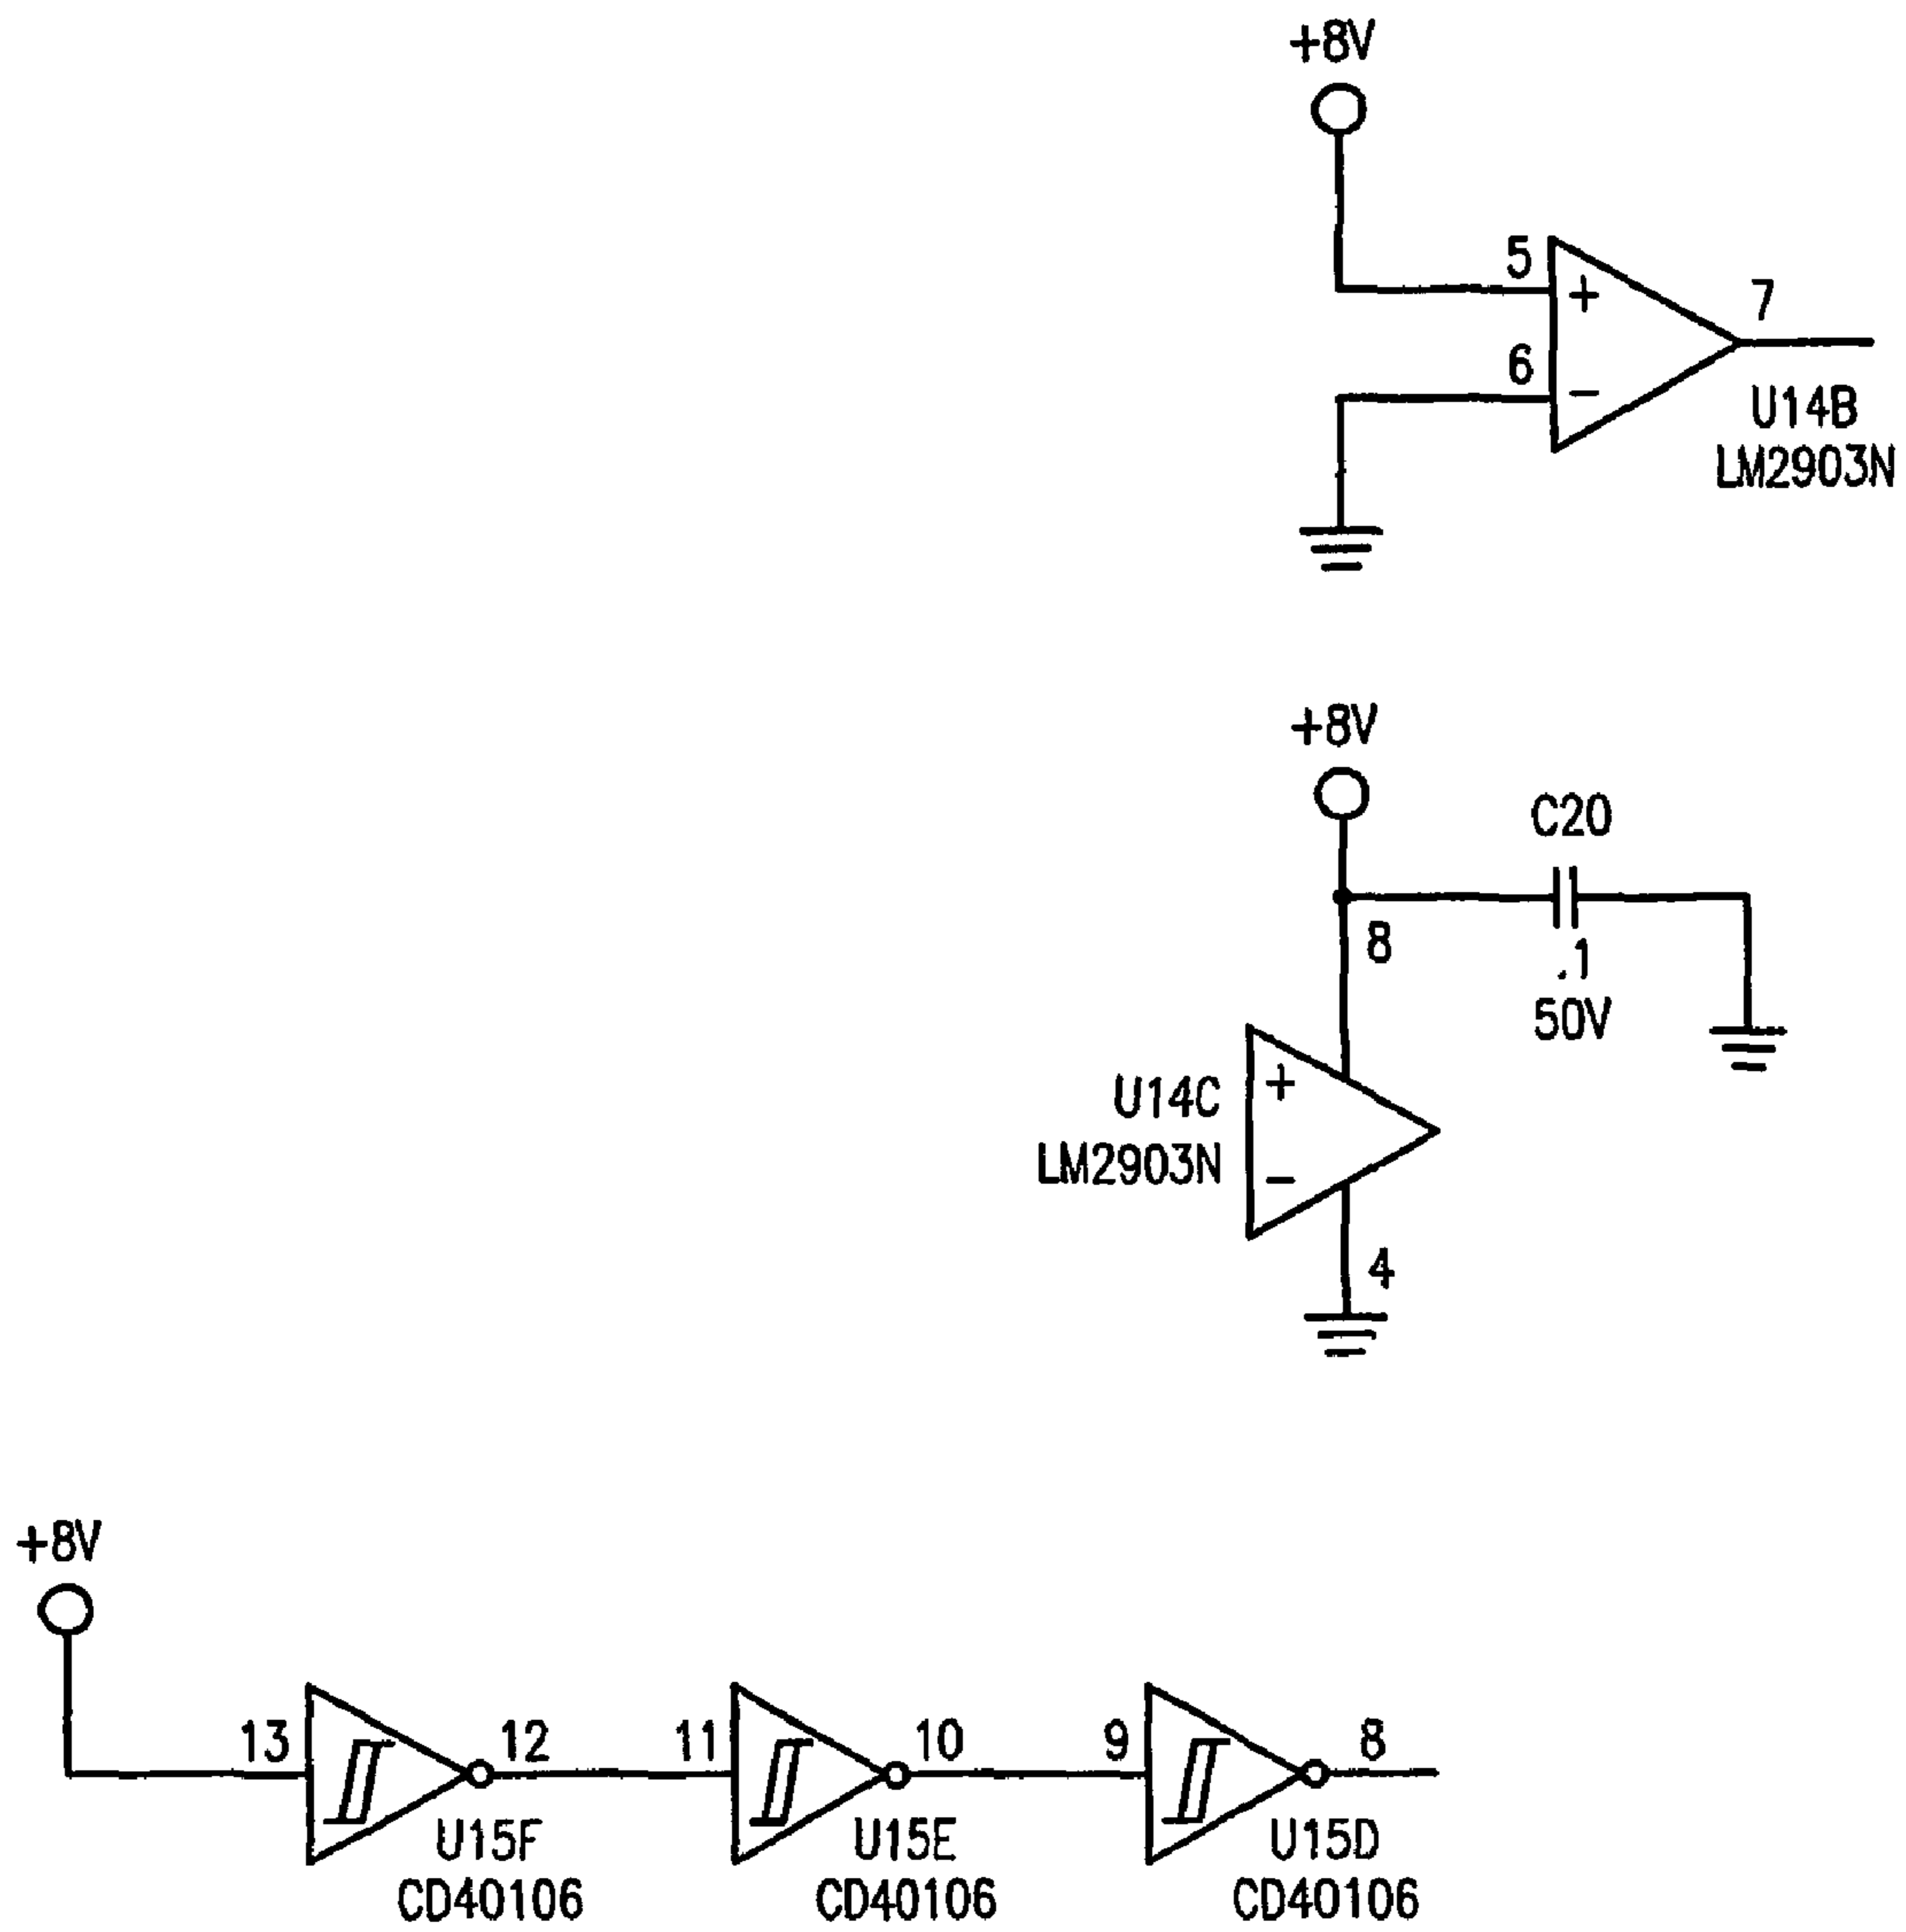 +8V
5
+
7
6
-
U14B
LM2903N
+8V
C20
8
.1
50V
U14C
+
LM2903N
-
4
+8V
13
12
11
10
9
8
U15F
U15E
U15D
CD40106
CD40106
CD40106